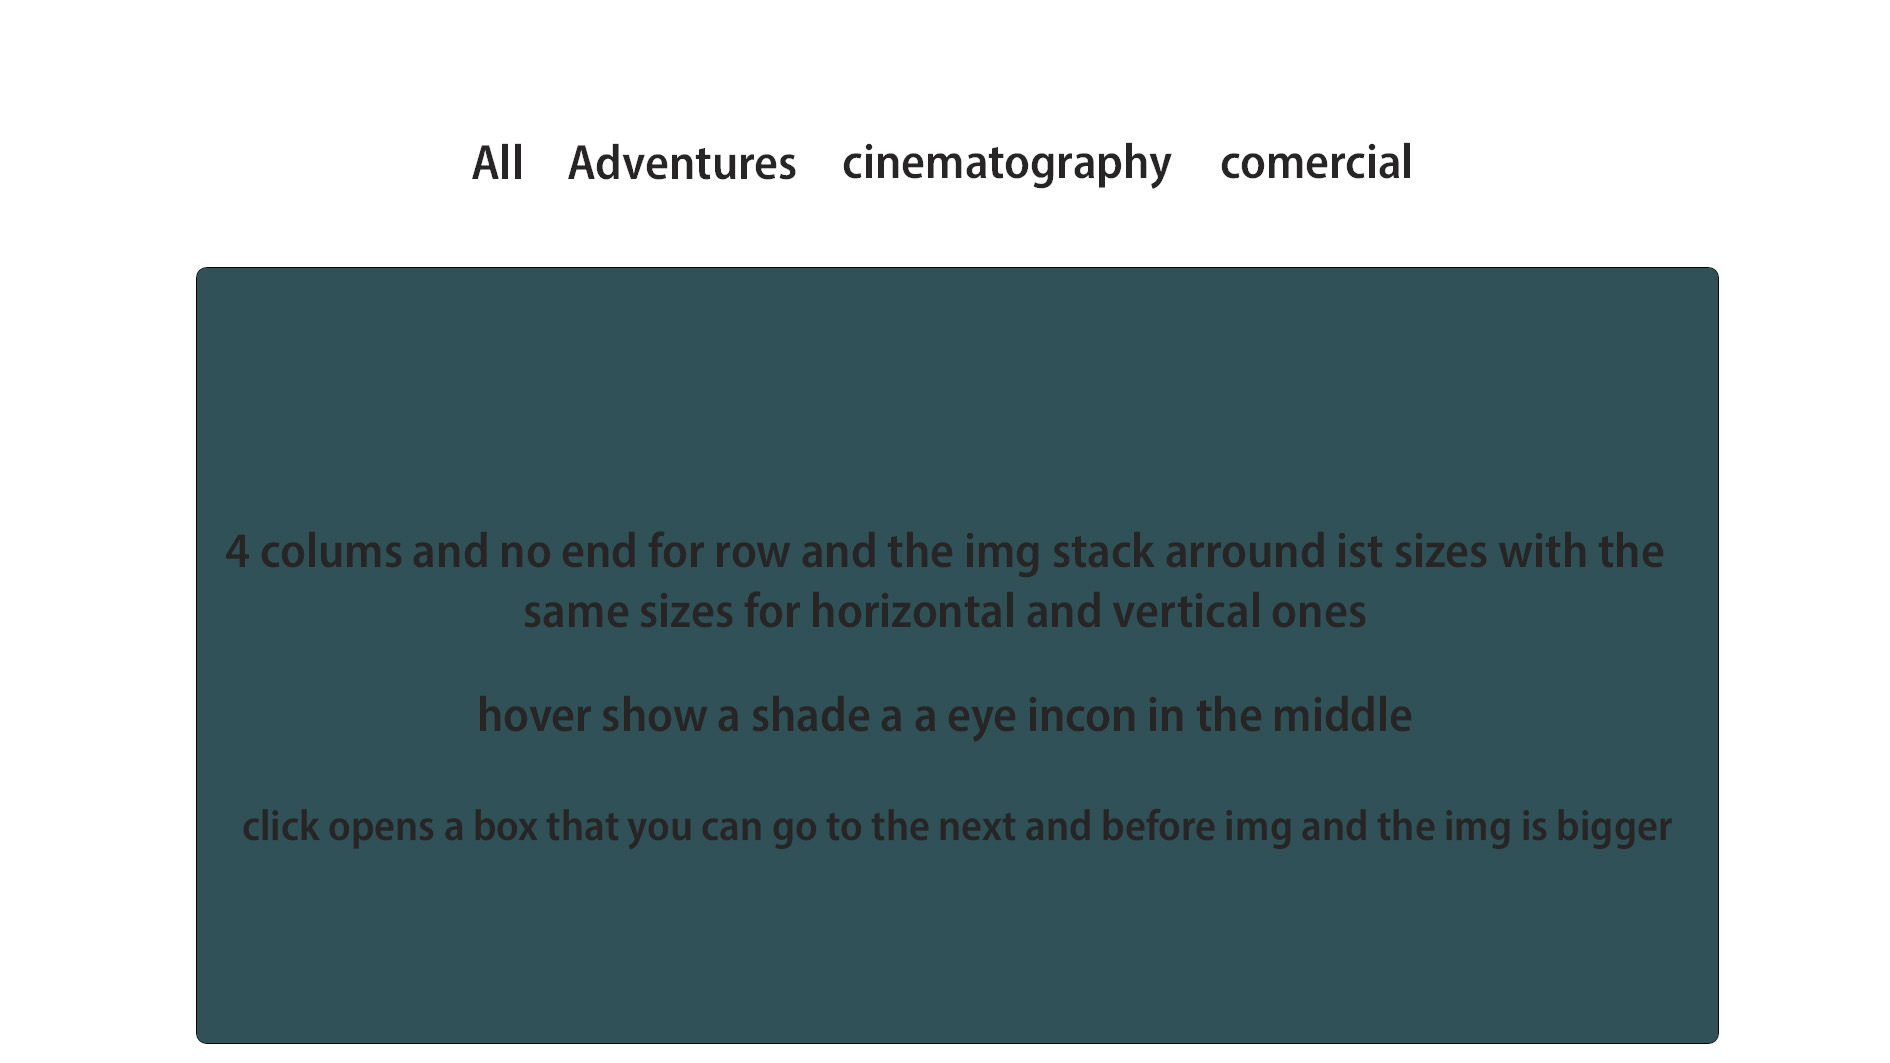 All Adventures cinematography comercial
4 colums and no end for row and the img stack arround ist sizes with the
same sizes for horizontal and vertical ones
hover show a shade a a eye incon in the middle
click opens a box that you can go to the next and before img and the img is bigger